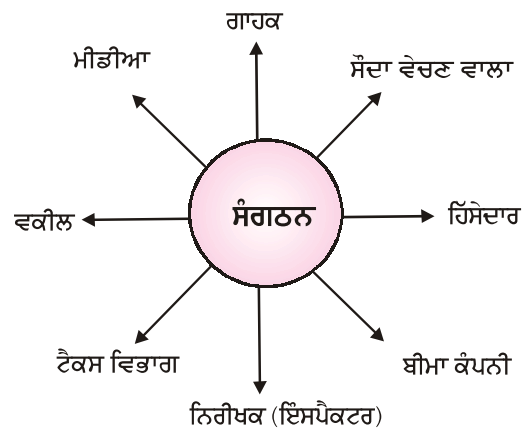 ਗਾਹਕ
ਮੀਡੀਆ
ਸੌਦਾ ਵੇਚਣ ਵਾਲਾ
ਵਕੀਲ
ਸੰਗਠਨ
ਹਿੱਸੇਦਾਰ
ਟੈਕਸ ਵਿਭਾਗ
ਬੀਮਾ ਕੰਪਨੀ
ਨਿਰੀਖਕ (ਇੰਸਪੈਕਟਰ)